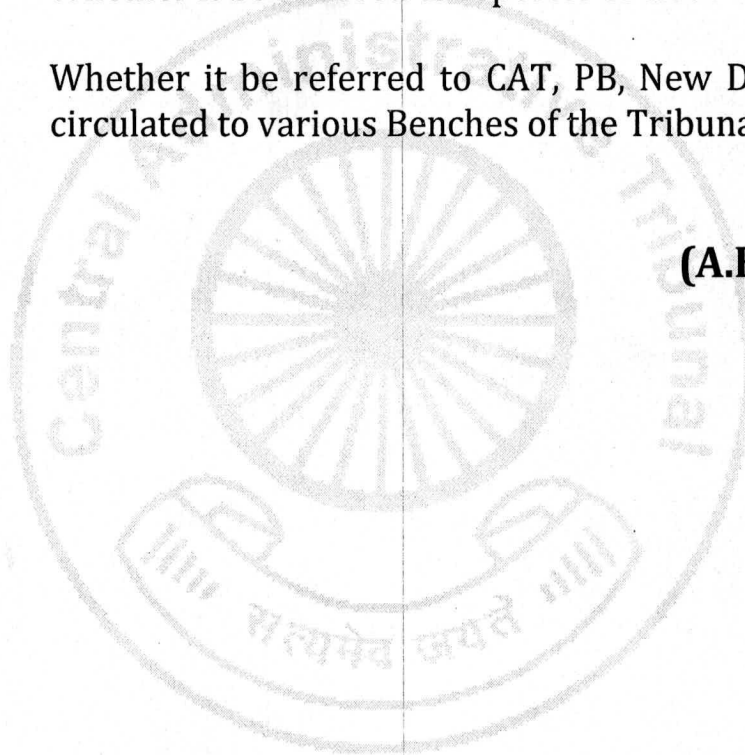 Whether it be referred to CAT, PB, New D
circulated to various Benches of the Tribuna
(A.
Central Administrative Tribunal
सत्यमेव जयते